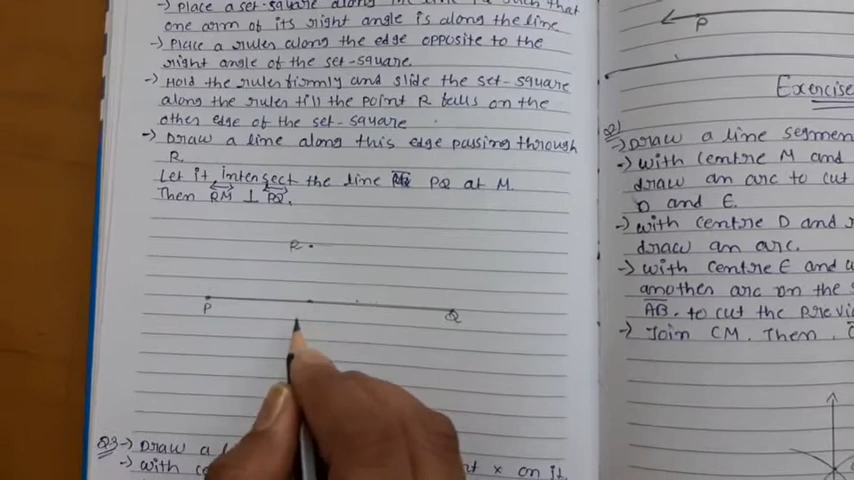 → Place a set-square along
such that
one arm of its right angle is along the line
→ Place a ruler along the edge opposite to the
right angle of the set-square.
→ Hold the ruler firmly and slide the set-square
along the ruler till the point R falls on the
other edge of the set-square
→ Draw a line along this edge passing through
R.
Let it intersect the line PQ at M.
Then RM ⊥ PQ.
R
P
Q
Q3 → Draw a
→ with
x on it.
P
Exercise
Q2
→ Draw a line segmen
→ with centre M and
draw an arc to cut
D and E.
→ with centre D and
draw an arc.
→ with centre E and
another arc on the s
AB. to cut the previ
→ Join CM. Then